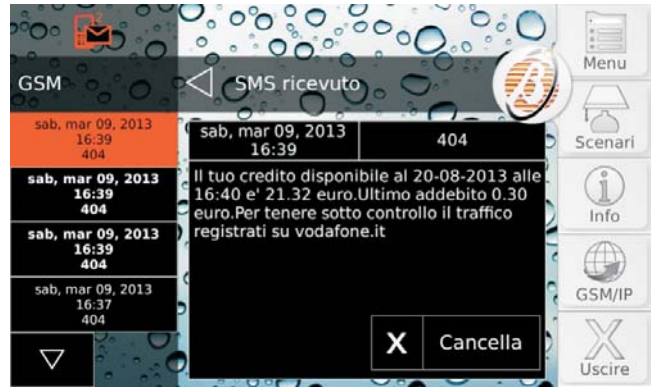 2
GSM
SMS ricevuto
B
Menu
Scenari
Info
GSM/IP
Uscire
sab, mar 09, 2013
16:39
404
sab, mar 09, 2013
16:39
404
sab, mar 09, 2013
16:39
404
sab, mar 09, 2013
16:37
404
sab, mar 09, 2013
16:39
404
Il tuo credito disponibile al 20-08-2013 alle
16:40 e' 21.32 euro.Ultimo addebito 0.30
euro.Per tenere sotto controllo il traffico
registrati su vodafone.it
X Cancella